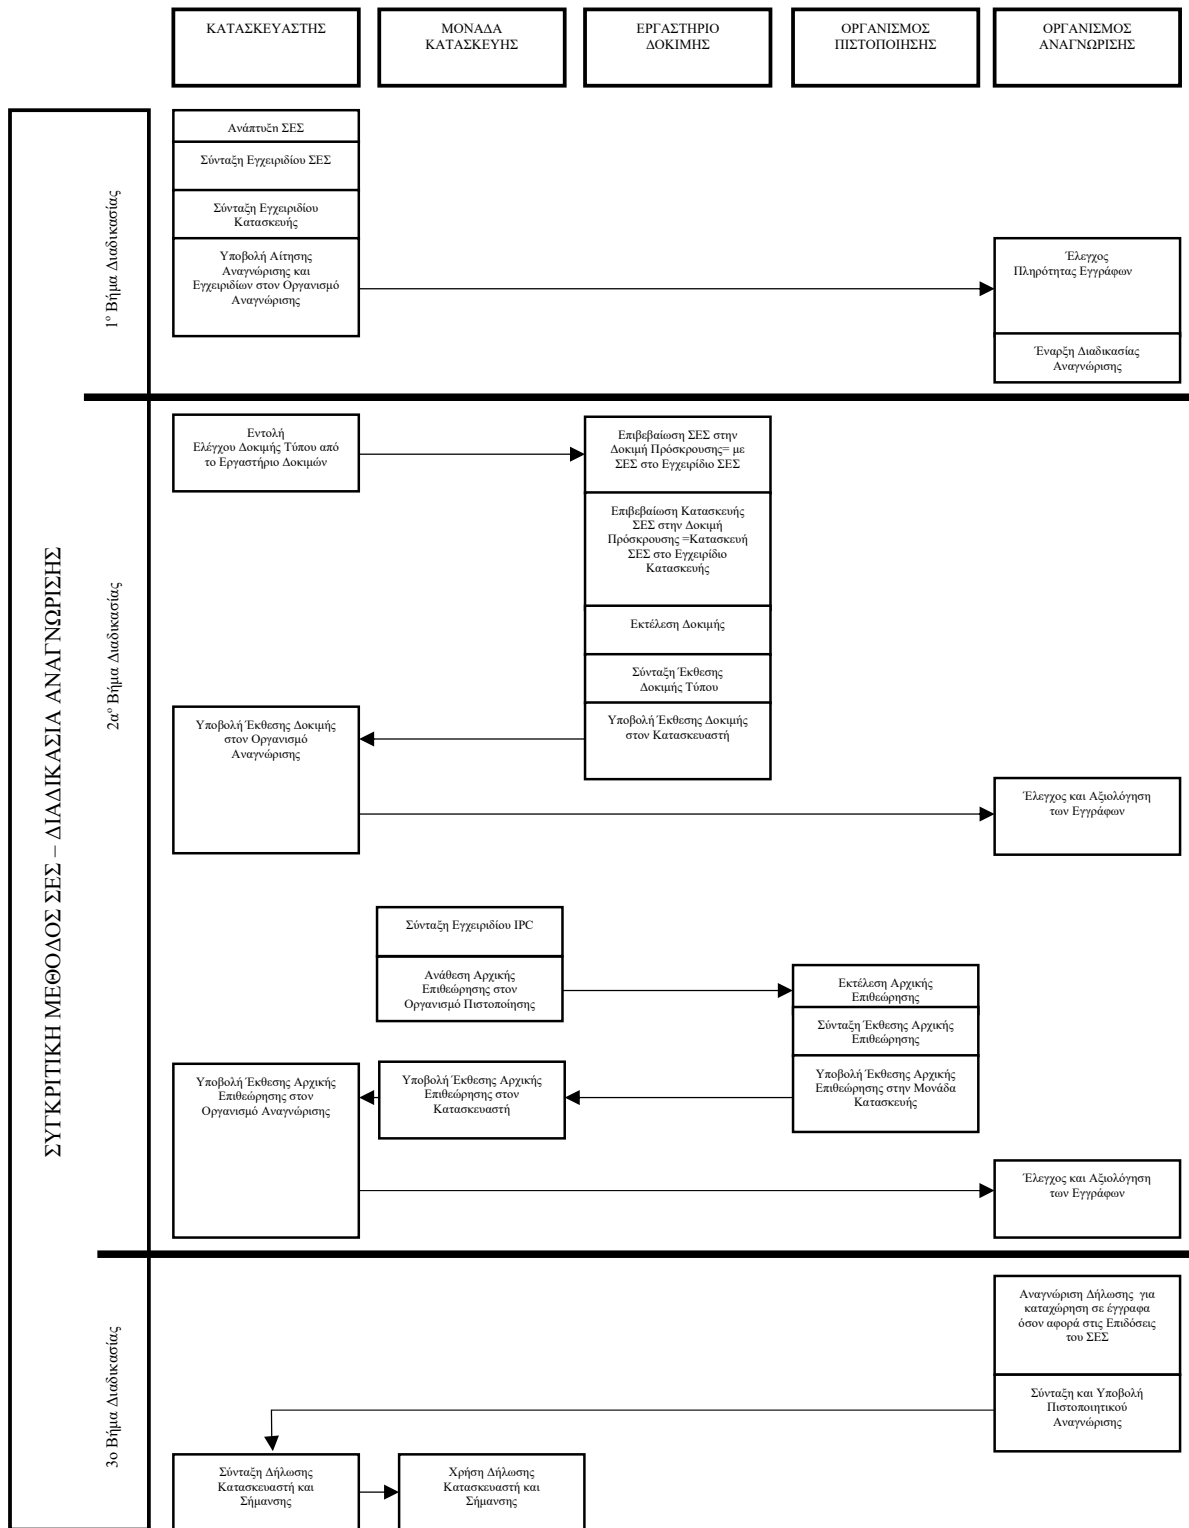 ΚΑΤΑΣΚΕΥΑΣΤΗΣ
ΜΟΝΑΔΑ
ΚΑΤΑΣΚΕΥΗΣ
ΕΡΓΑΣΤΗΡΙΟ
ΔΟΚΙΜΗΣ
ΟΡΓΑΝΙΣΜΟΣ
ΠΙΣΤΟΠΟΙΗΣΗΣ
ΟΡΓΑΝΙΣΜΟΣ
ΑΝΑΓΝΩΡΙΣΗΣ
ΣΥΓΚΡΙΤΙΚΗ ΜΕΘΟΔΟΣ ΣΕΣ – ΔΙΑΔΙΚΑΣΙΑ ΑΝΑΓΝΩΡΙΣΗΣ
1º Βήμα Διαδικασίας
Ανάπτυξη ΣΕΣ
Σύνταξη Εγχειριδίου ΣΕΣ
Σύνταξη Εγχειριδίου
Κατασκευής
Υποβολή Αίτησης
Αναγνώρισης και
Εγχειριδίων στον Οργανισμό
Αναγνώρισης
Έλεγχος
Πληρότητας Εγγράφων
Έναρξη Διαδικασίας
Αναγνώρισης
2αº Βήμα Διαδικασίας
Εντολή
Ελέγχου Δοκιμής Τύπου από
το Εργαστήριο Δοκιμών
Επιβεβαίωση ΣΕΣ στην
Δοκιμή Πρόσκρουσης= με
ΣΕΣ στο Εγχειρίδιο ΣΕΣ
Επιβεβαίωση Κατασκευής
ΣΕΣ στην Δοκιμή
Πρόσκρουσης =Κατασκευή
ΣΕΣ στο Εγχειρίδιο
Κατασκευής
Εκτέλεση Δοκιμής
Σύνταξη Έκθεσης
Δοκιμής Τύπου
Υποβολή Έκθεσης Δοκιμής
στον Κατασκευαστή
Υποβολή Έκθεσης Δοκιμής
στον Οργανισμό
Αναγνώρισης
Έλεγχος και Αξιολόγηση
των Εγγράφων
Σύνταξη Εγχειριδίου IPC
Ανάθεση Αρχικής
Επιθεώρησης στον
Οργανισμό Πιστοποίησης
Εκτέλεση Αρχικής
Επιθεώρησης
Σύνταξη Έκθεσης Αρχικής
Επιθεώρησης
Υποβολή Έκθεσης Αρχικής
Επιθεώρησης στην Μονάδα
Κατασκευής
Υποβολή Έκθεσης Αρχικής
Επιθεώρησης στον
Κατασκευαστή
Υποβολή Έκθεσης Αρχικής
Επιθεώρησης στον
Οργανισμό Αναγνώρισης
Έλεγχος και Αξιολόγηση
των Εγγράφων
3ο Βήμα Διαδικασίας
Αναγνώριση Δήλωσης για
καταχώρηση σε έγγραφα
όσον αφορά στις Επιδόσεις
του ΣΕΣ
Σύνταξη και Υποβολή
Πιστοποιητικού
Αναγνώρισης
Σύνταξη Δήλωσης
Κατασκευαστή και
Σήμανσης
Χρήση Δήλωσης
Κατασκευαστή και
Σήμανσης